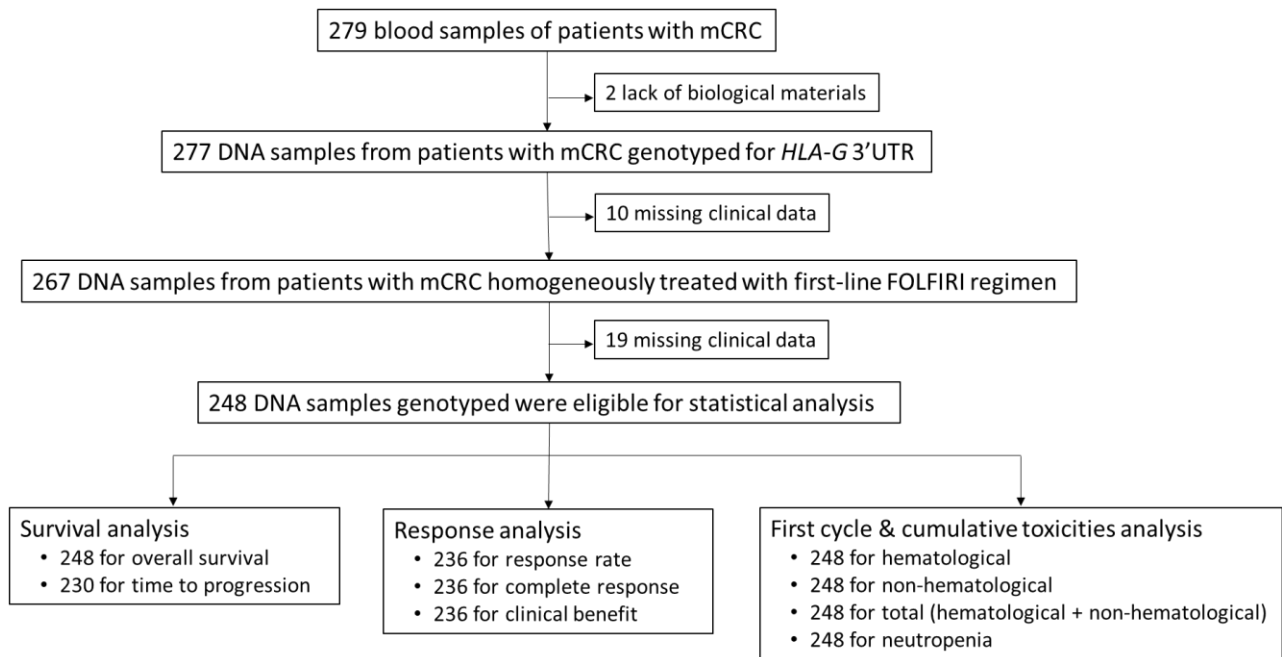 279 blood samples of patients with mCRC
2 lack of biological materials
277 DNA samples from patients with mCRC genotyped for HLA-G 3’UTR
10 missing clinical data
267 DNA samples from patients with mCRC homogeneously treated with first-line FOLFIRI regimen
19 missing clinical data
248 DNA samples genotyped were eligible for statistical analysis
Survival analysis
• 248 for overall survival
• 230 for time to progression
Response analysis
• 236 for response rate
• 236 for complete response
• 236 for clinical benefit
First cycle & cumulative toxicities analysis
• 248 for hematological
• 248 for non-hematological
• 248 for total (hematological + non-hematological)
• 248 for neutropenia